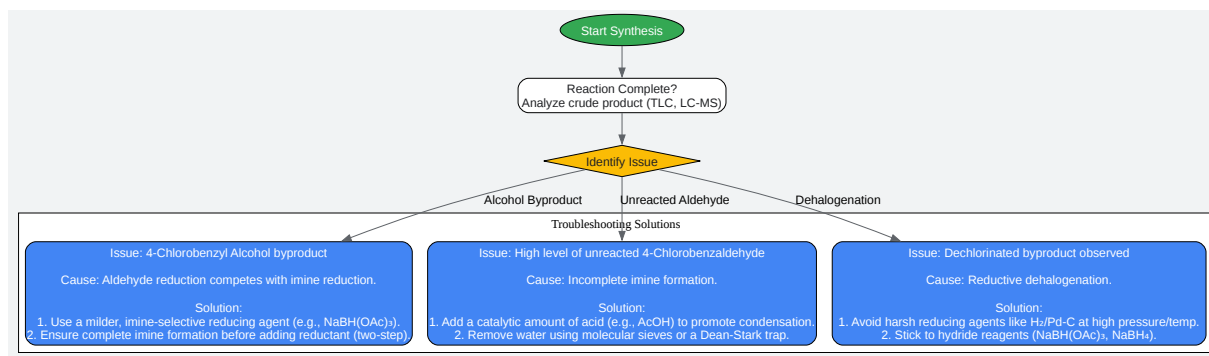 Start Synthesis
Reaction Complete?
Analyze crude product (TLC, LC-MS)
Identify Issue
Alcohol Byproduct
Unreacted Aldehyde
Dehalogenation
Troubleshooting Solutions
Issue: 4-Chlorobenzyl Alcohol byproduct
Cause: Aldehyde reduction competes with imine reduction.
Solution:
1. Use a milder, imine-selective reducing agent (e.g., NaBH(OAc)₃).
2. Ensure complete imine formation before adding reductant (two-step).
Issue: High level of unreacted 4-Chlorobenzaldehyde
Cause: Incomplete imine formation.
Solution:
1. Add a catalytic amount of acid (e.g., AcOH) to promote condensation.
2. Remove water using molecular sieves or a Dean-Stark trap.
Issue: Dechlorinated byproduct observed
Cause: Reductive dehalogenation.
Solution:
1. Avoid harsh reducing agents like H₂/Pd-C at high pressure/temp.
2. Stick to hydride reagents (NaBH(OAc)₃, NaBH₄).